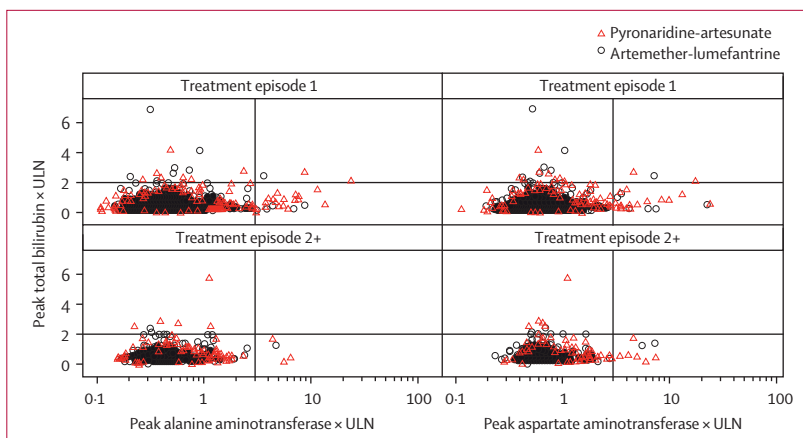 Pyronaridine-artesunate
Artemether-lumefantrine
Treatment episode 1
Treatment episode 1
6
4
2
0
Treatment episode 2+
Treatment episode 2+
6
4
2
0
0·1
1
10
100
0·1
1
10
100
Peak total bilirubin × ULN
Peak alanine aminotransferase × ULN
Peak aspartate aminotransferase × ULN